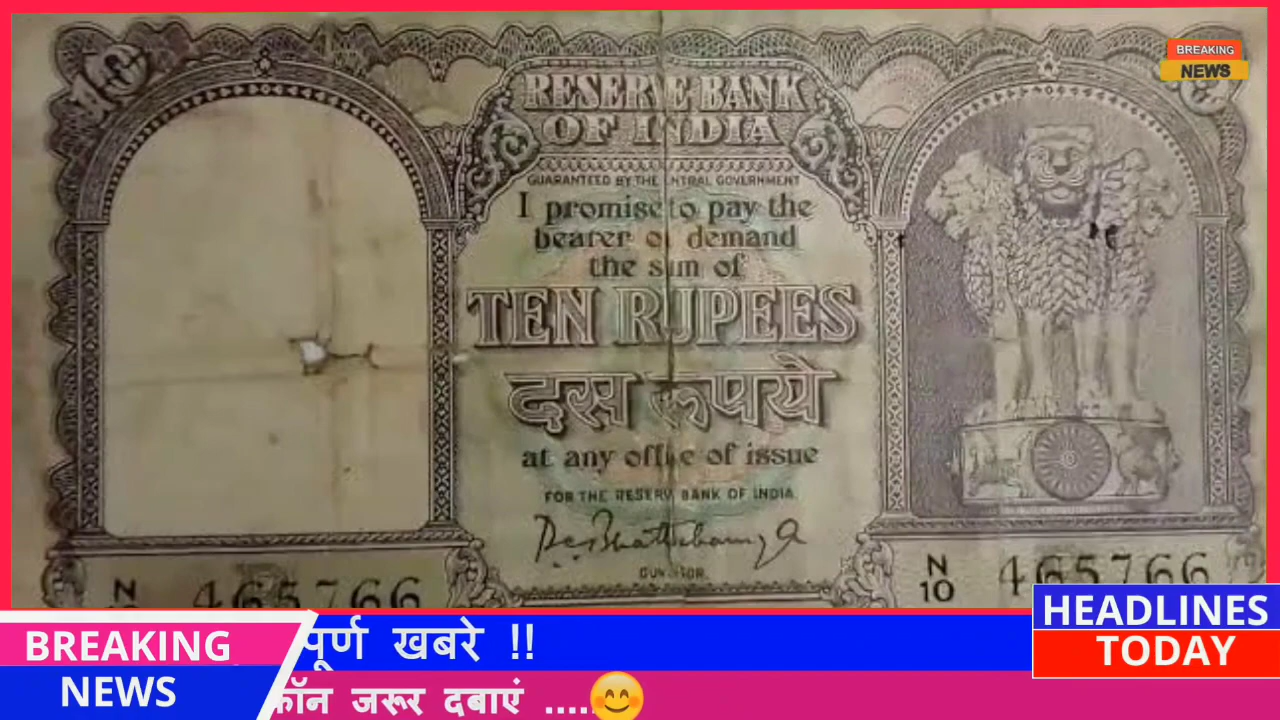 BREAKING
NEWS
RESERVE BANK
OF INDIA
GUARANTEED BY THE CENTRAL GOVERNMENT
I promise to pay the
bearer on demand
the sum of
TEN RUPEES
दस रूपये
at any office of issue
FOR THE RESERVE BANK OF INDIA
GOVERNOR.
N
10
465766
N
465766
HEADLINES
TODAY
BREAKING
NEWS
पूर्ण खबरे !!
जरूर दबाएं .....😊